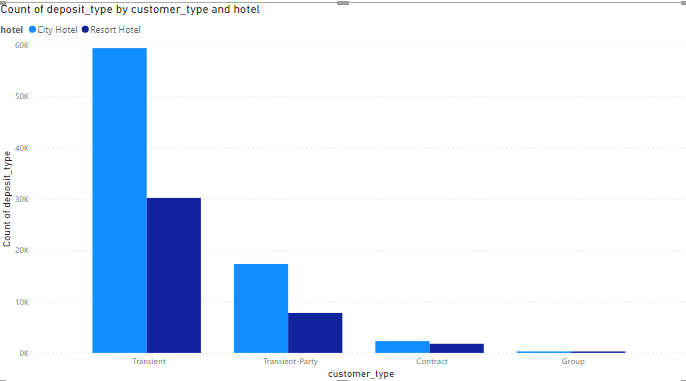 Count of deposit_type by customer_type and hotel
hotel City Hotel Resort Hotel
60K
50K
40K
30K
20K
10K
0K
Count of deposit_type
Transient Transient-Party Contract Group
customer_type